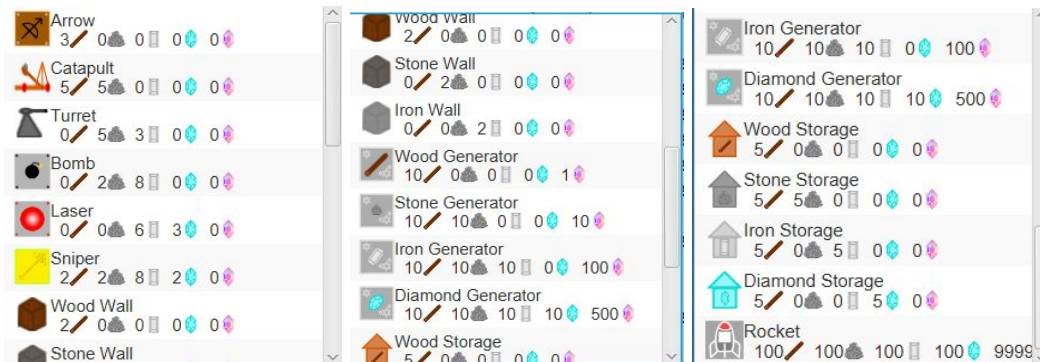 Arrow
3 0 0 0 0
Catapult
5 5 0 0 0
Turret
0 5 3 0 0
Bomb
0 2 8 0 0
Laser
0 0 6 3 0
Sniper
2 2 8 2 0
Wood Wall
2 0 0 0 0
Stone Wall
Wood Wall
2 0 0 0 0
Stone Wall
0 2 0 0 0
Iron Wall
0 0 2 0 0
Wood Generator
10 0 0 0 1
Stone Generator
10 10 0 0 10
Iron Generator
10 10 10 0 100
Diamond Generator
10 10 10 10 500
Wood Storage
5 0 0 0 0
Iron Generator
10 10 10 0 100
Diamond Generator
10 10 10 10 500
Wood Storage
5 0 0 0 0
Stone Storage
5 5 0 0 0
Iron Storage
5 0 5 0 0
Diamond Storage
5 0 0 5 0
Rocket
100 100 100 100 9999